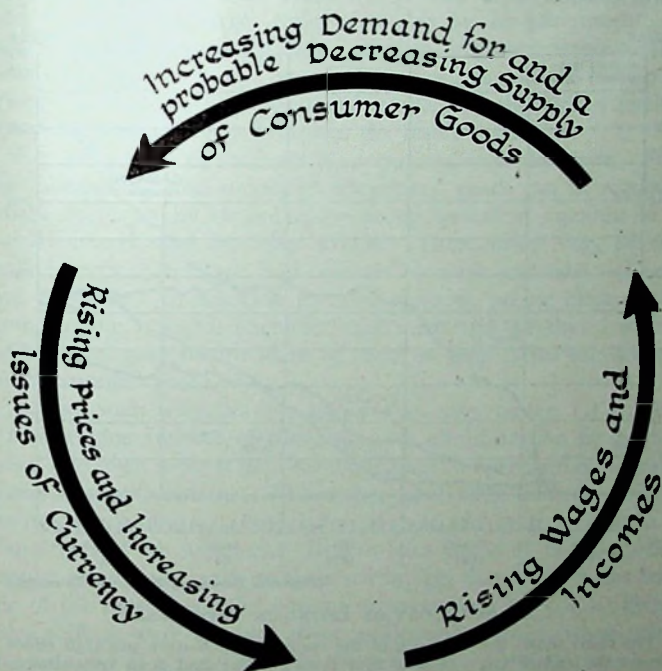 Increasing Demand for and a
probable Decreasing Supply
of Consumer Goods
Rising prices and Increasing
Issues of Currency
Rising Wages and
Incomes